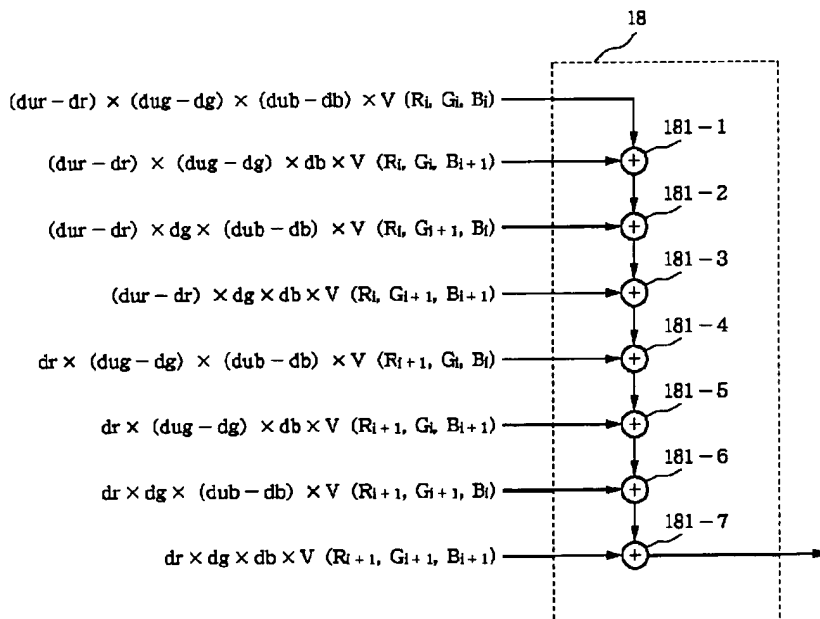 18
(dur − dr) × (dug − dg) × (dub − db) × V (Ri, Gi, Bi)
181−1
(dur − dr) × (dug − dg) × db × V (Ri, Gi, Bi+1)
181−2
(dur − dr) × dg × (dub − db) × V (Ri, Gi+1, Bi)
181−3
(dur − dr) × dg × db × V (Ri, Gi+1, Bi+1)
181−4
dr × (dug − dg) × (dub − db) × V (Ri+1, Gi, Bi)
181−5
dr × (dug − dg) × db × V (Ri+1, Gi, Bi+1)
181−6
dr × dg × (dub − db) × V (Ri+1, Gi+1, Bi)
181−7
dr × dg × db × V (Ri+1, Gi+1, Bi+1)